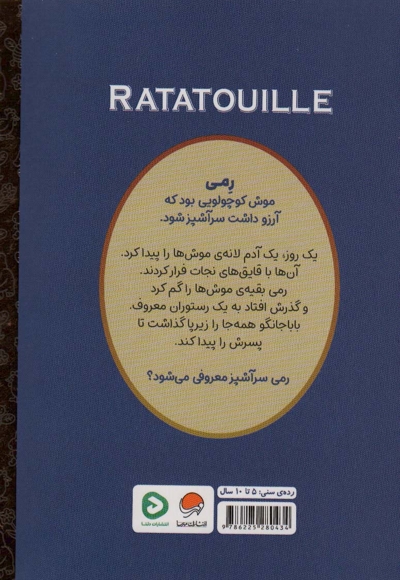 RATATOUILLE
رِمی
موش کوچولویی بود که
آرزو داشت سرآشپز شود.
یک روز، یک آدم لانه‌ی موش‌ها را پیدا کرد.
آن‌ها با قایق‌های نجات فرار کردند.
رمی بقیه‌ی موش‌ها را گم کرد
و گذرش افتاد به یک رستوران معروف.
باباجانگو همه‌جا را زیرپا گذاشت تا
پسرش را پیدا کند.
رمی سرآشپز معروفی می‌شود؟
رده‌ی سنی: ۵ تا ۱۰ سال
9786225280434